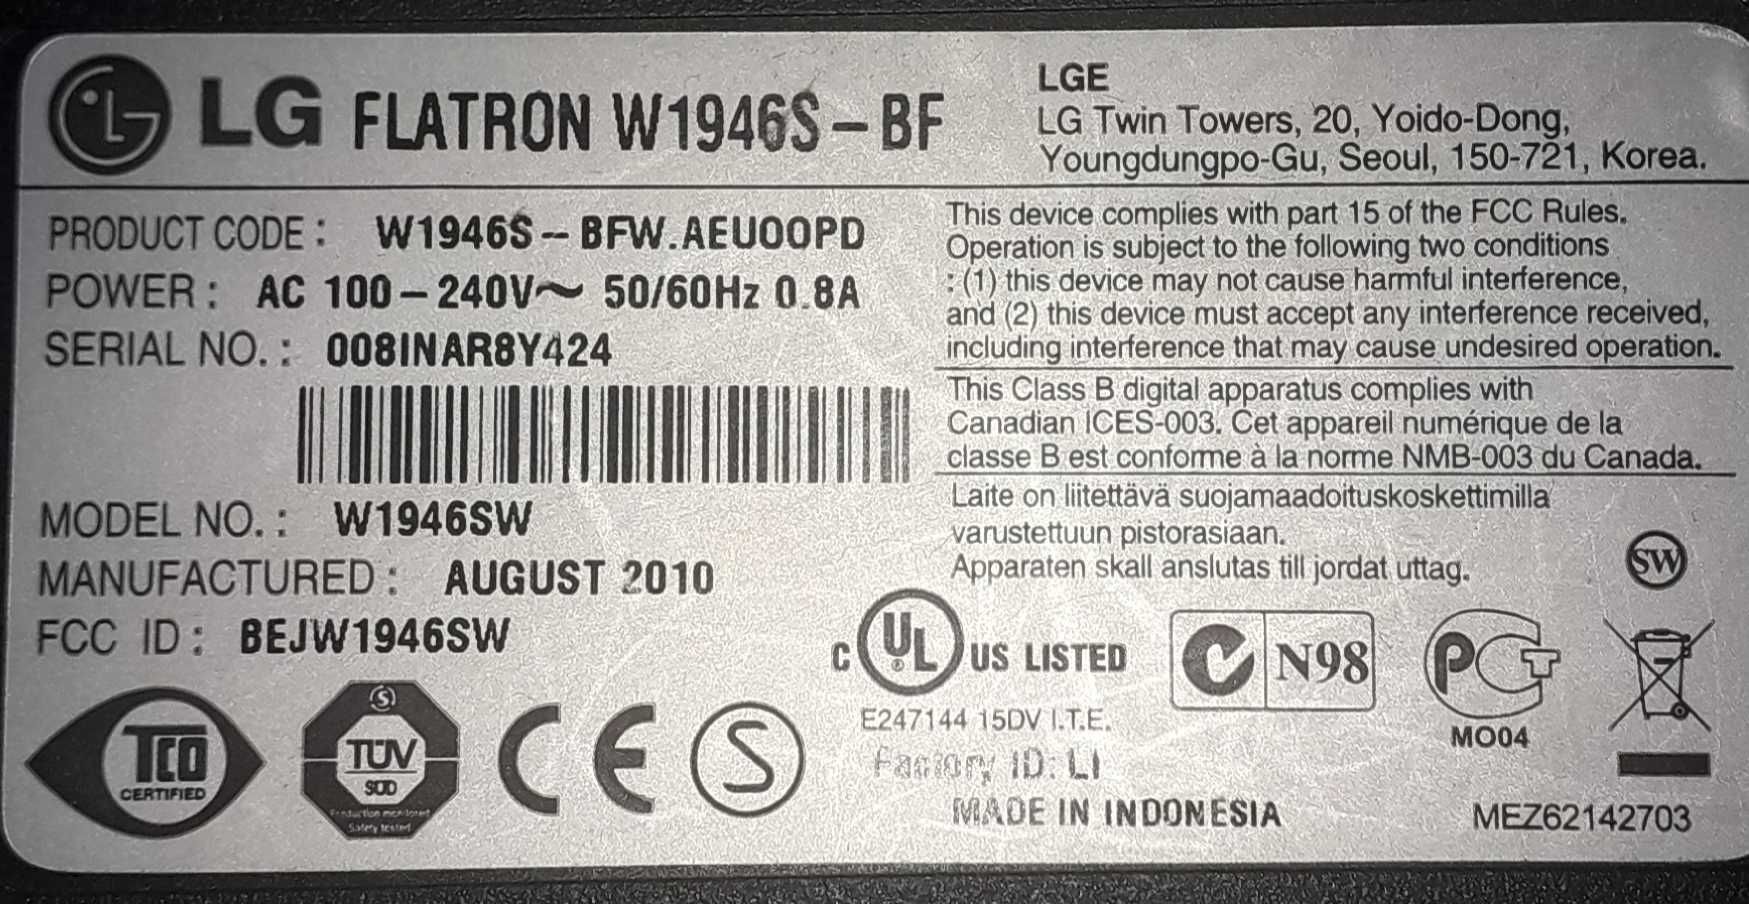 LG FLATRON W1946S-BF
LGE
LG Twin Towers, 20, Yoido-Dong,
Youngdungpo-Gu, Seoul, 150-721, Korea.
PRODUCT CODE : W1946S-BFW.AEUOOPD
POWER : AC 100-240V~ 50/60Hz 0.8A
SERIAL NO. : 008INAR8Y424
MODEL NO. : W1946SW
MANUFACTURED : AUGUST 2010
FCC ID : BEJW1946SW
This device complies with part 15 of the FCC Rules.
Operation is subject to the following two conditions
: (1) this device may not cause harmful interference,
and (2) this device must accept any interference received,
including interference that may cause undesired operation.
This Class B digital apparatus complies with
Canadian ICES-003. Cet appareil numérique de la
classe B est conforme à la norme NMB-003 du Canada.
Laite on liitettävä suojamaadoituskoskettimilla
varustettuun pistorasiaan.
Apparaten skall anslutas till jordat uttag.
SW
C UL ® US LISTED
N98
PCT
MO04
E247144 15DV I.T.E.
Factory ID: LI
MADE IN INDONESIA
MEZ62142703
TCO
CERTIFIED
S
TÜV
SÜD
Production monitored
Safety tested
CE
S